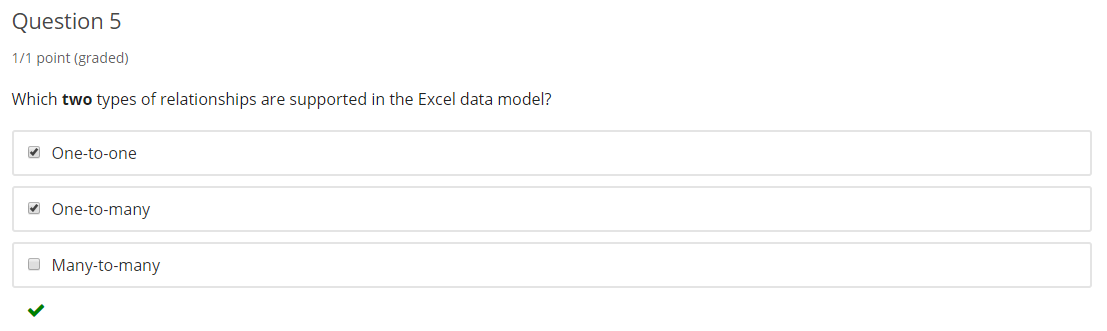 Question 5
1/1 point (graded)
Which two types of relationships are supported in the Excel data model?
One-to-one
One-to-many
Many-to-many